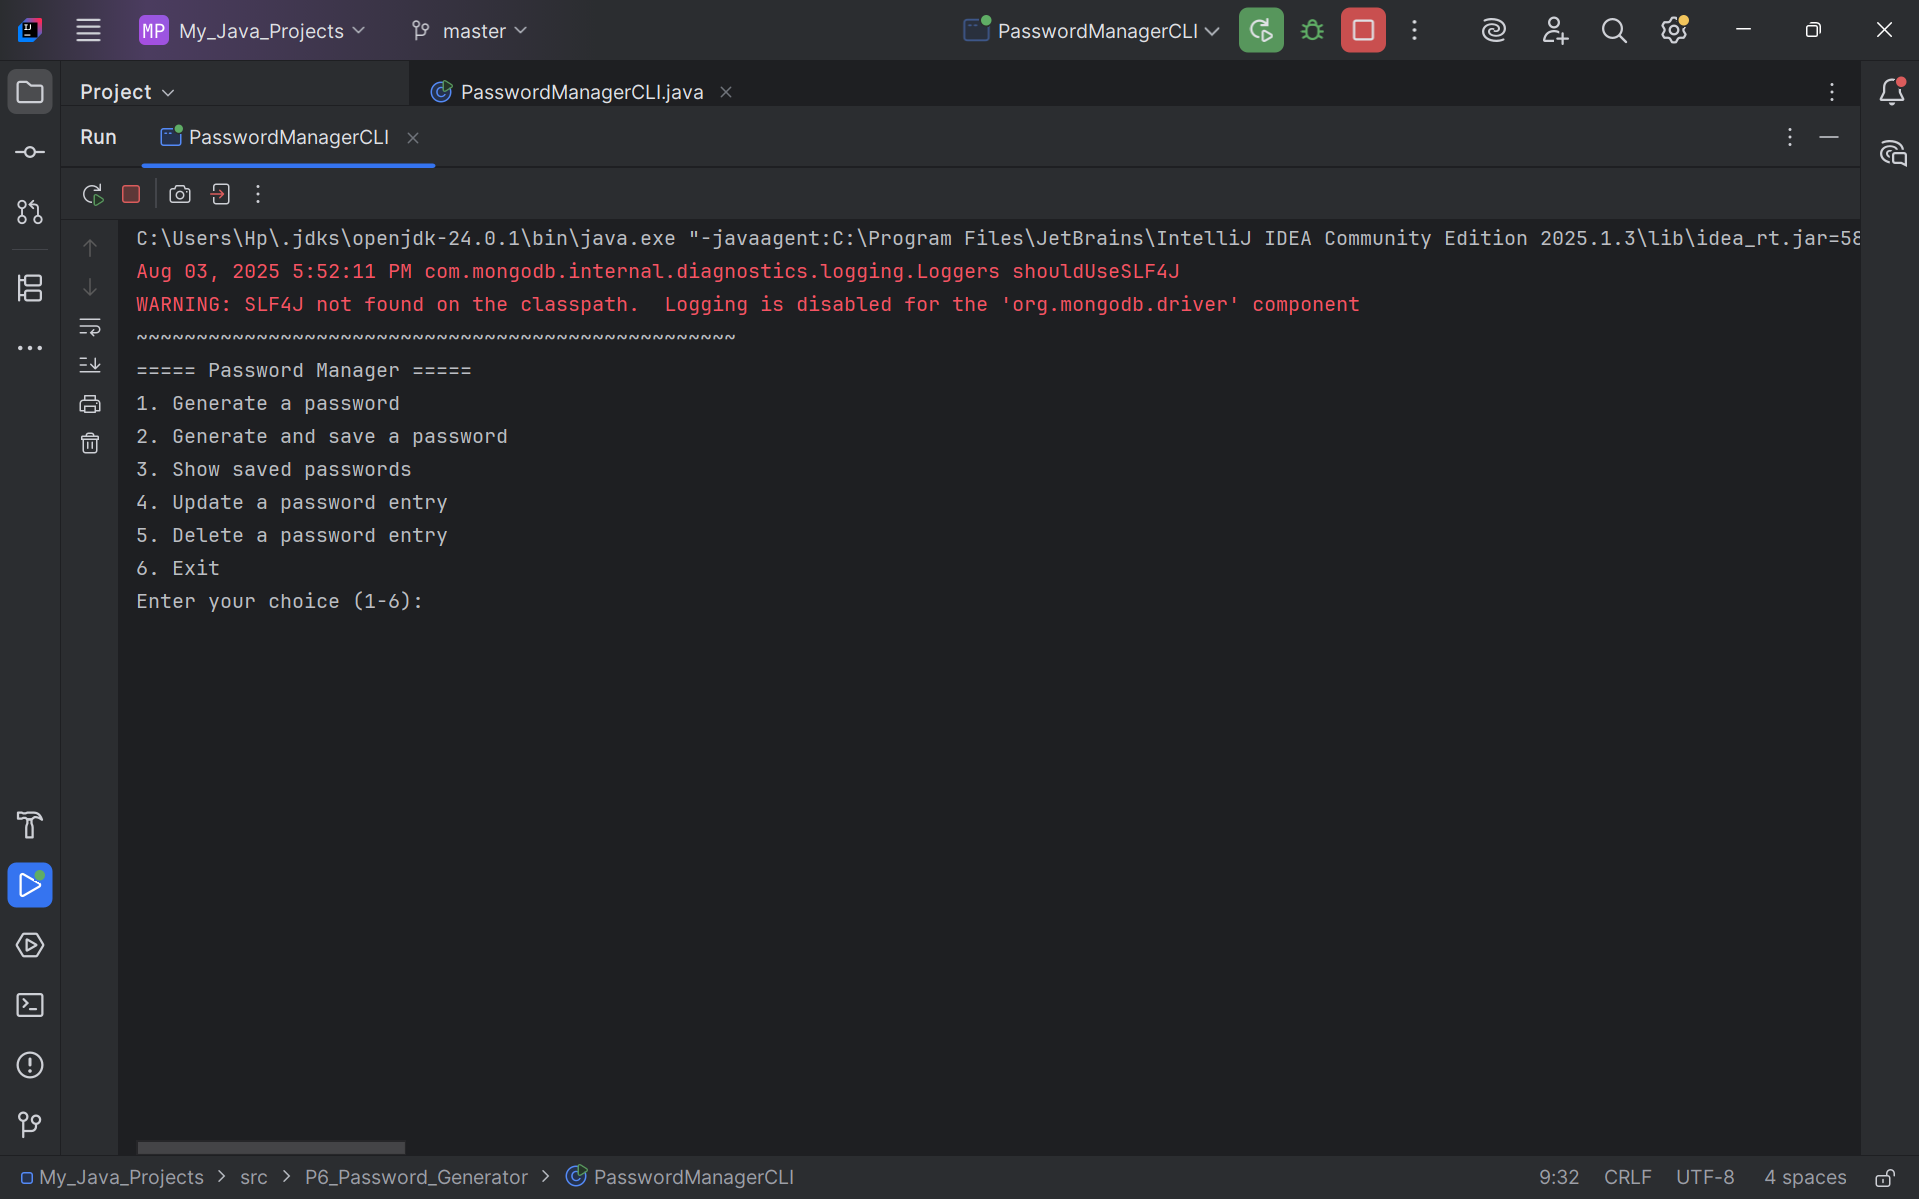 MP My_Java_Projects master PasswordManagerCLI
Project PasswordManagerCLI.java
Run PasswordManagerCLI
C:\Users\Hp\.jdks\openjdk-24.0.1\bin\java.exe "-javaagent:C:\Program Files\JetBrains\IntelliJ IDEA Community Edition 2025.1.3\lib\idea_rt.jar=58
Aug 03, 2025 5:52:11 PM com.mongodb.internal.diagnostics.logging.Loggers shouldUseSLF4J
WARNING: SLF4J not found on the classpath.  Logging is disabled for the 'org.mongodb.driver' component
~~~~~~~~~~~~~~~~~~~~~~~~~~~~~~~~~~~~~~~~~~~~~~~~~~
===== Password Manager =====
1. Generate a password
2. Generate and save a password
3. Show saved passwords
4. Update a password entry
5. Delete a password entry
6. Exit
Enter your choice (1-6):
My_Java_Projects > src > P6_Password_Generator > PasswordManagerCLI 9:32 CRLF UTF-8 4 spaces